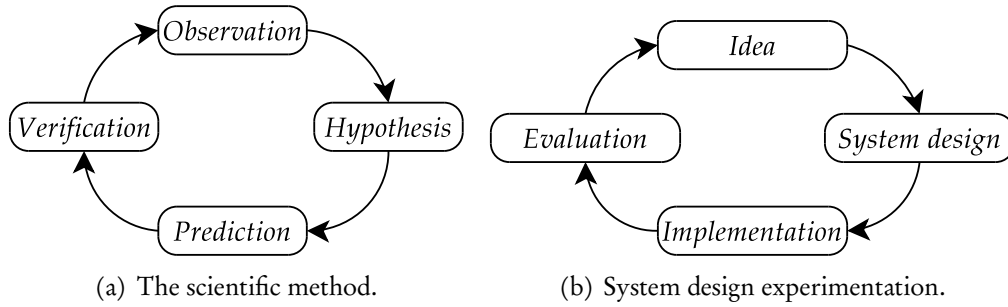 Observation
Verification
Hypothesis
Prediction
(a) The scientific method.
Idea
Evaluation
System design
Implementation
(b) System design experimentation.